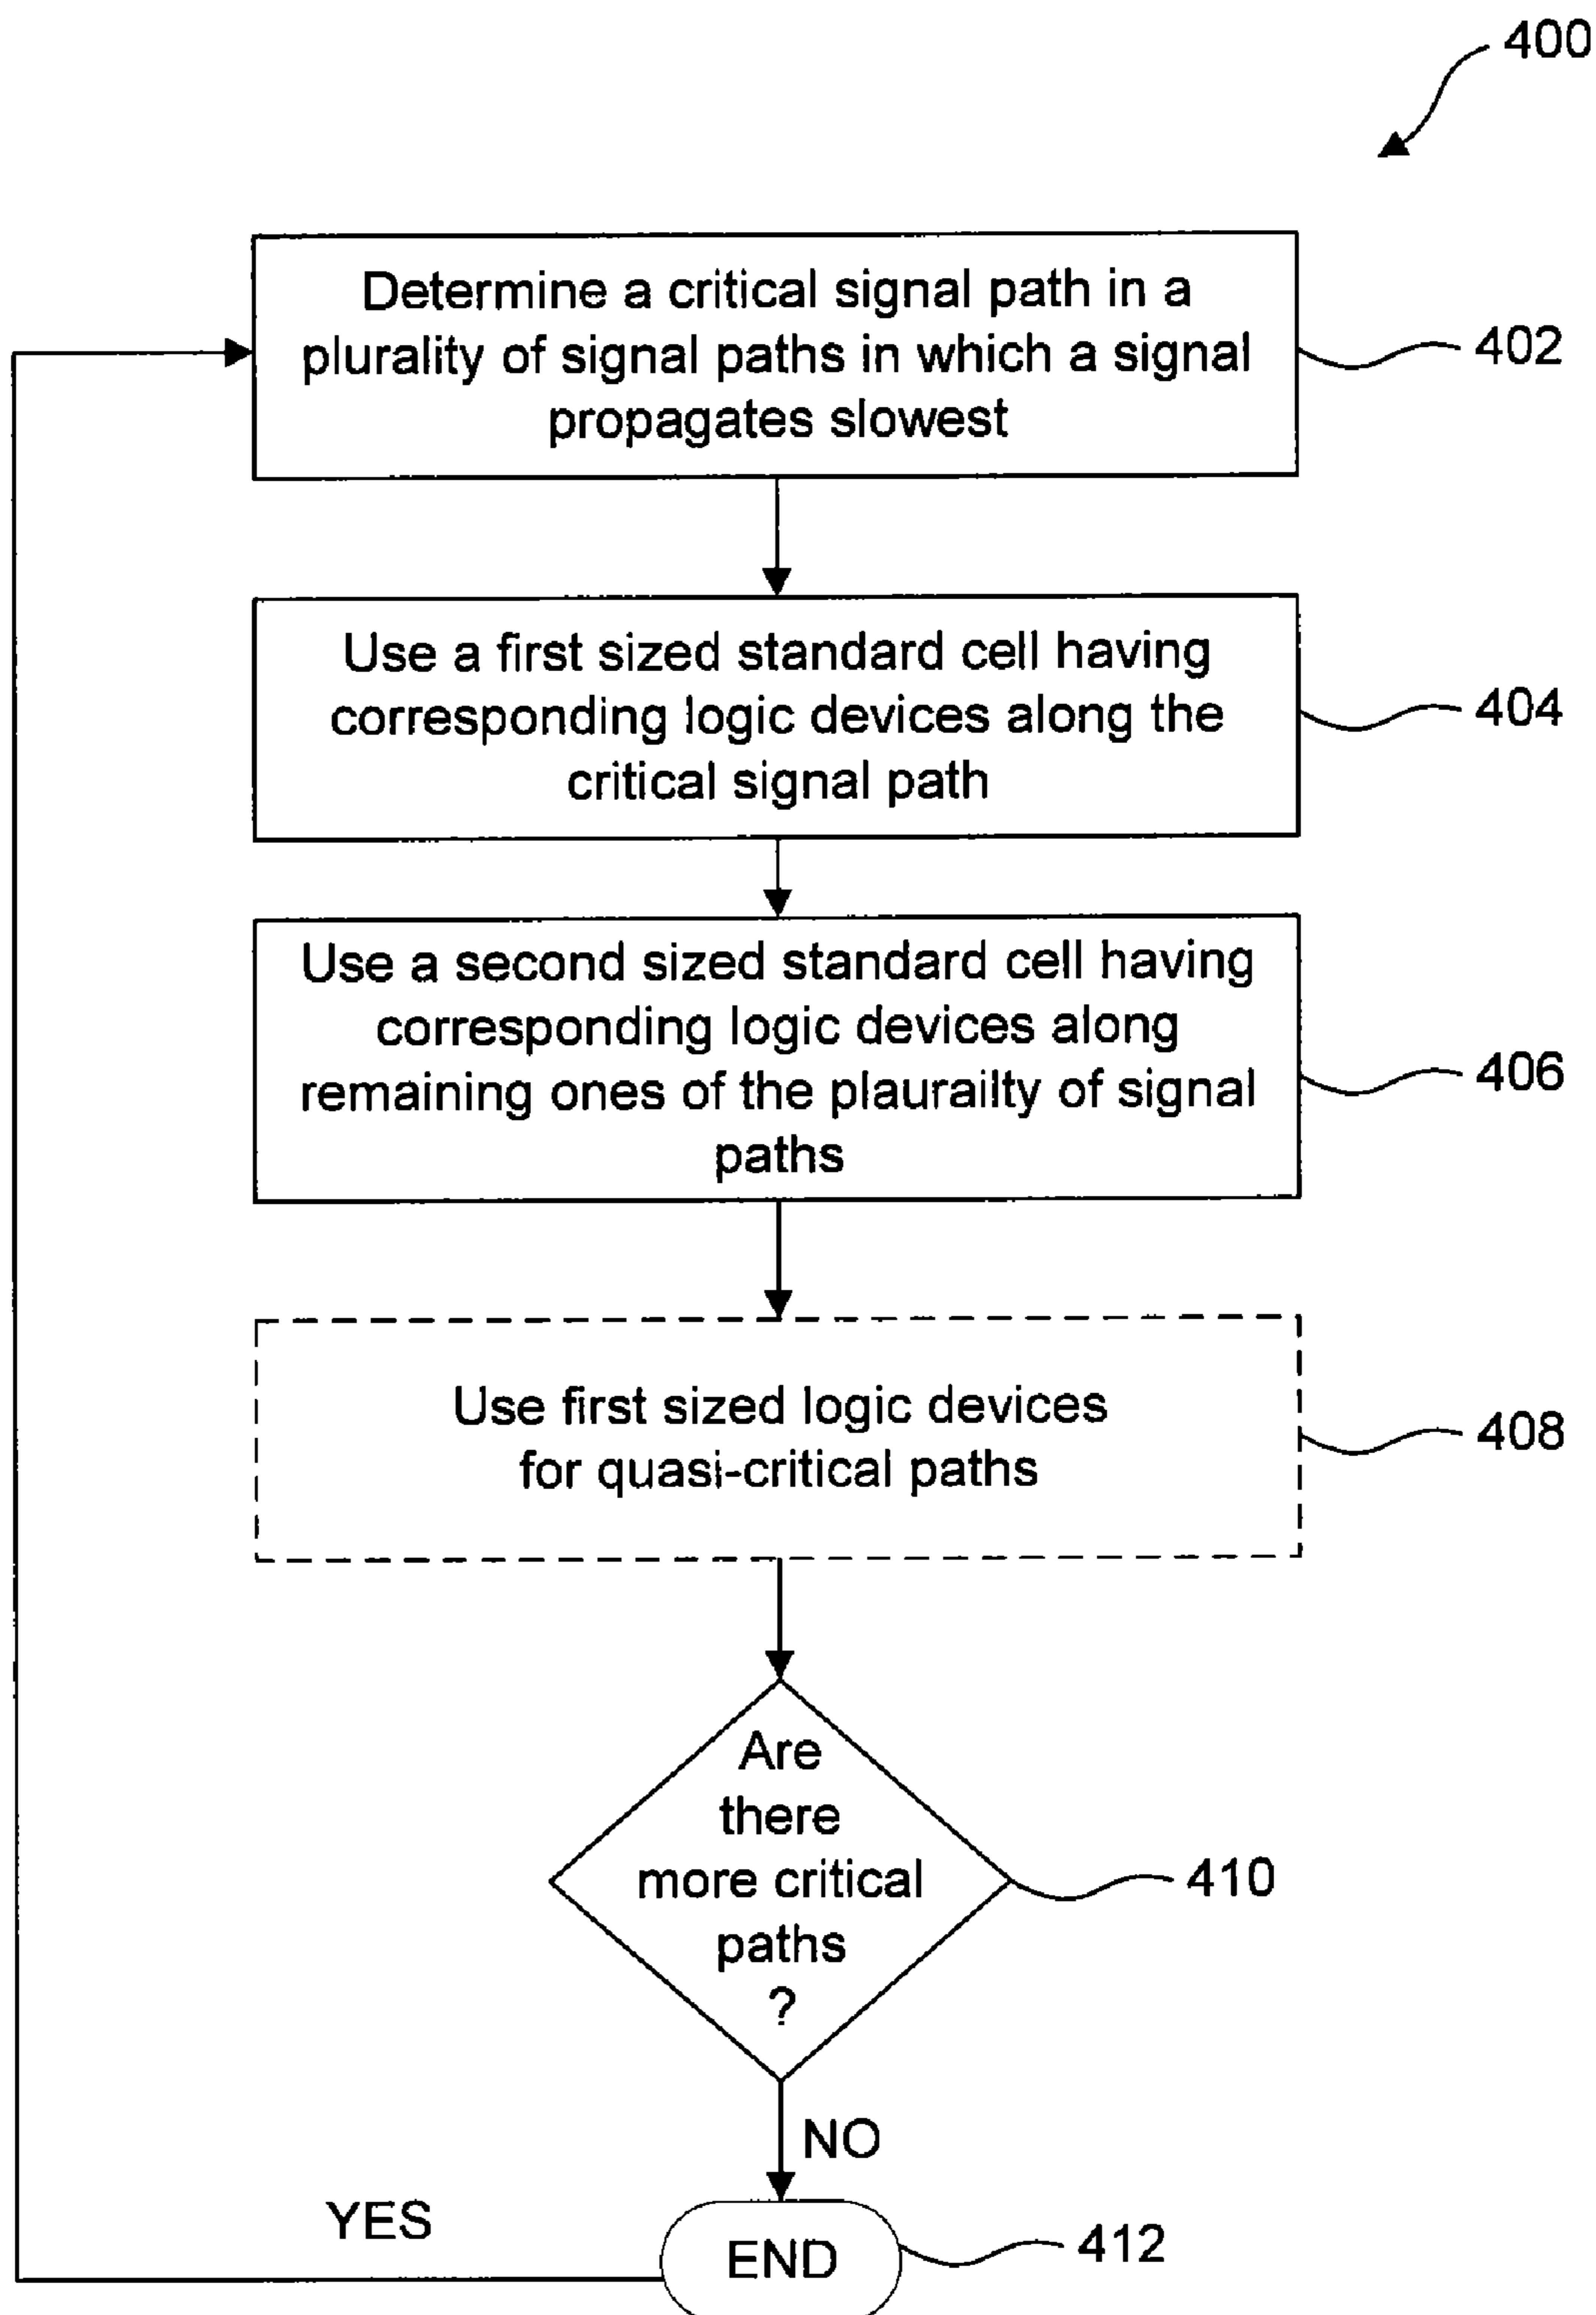 400
Determine a critical signal path in a
plurality of signal paths in which a signal
propagates slowest
402
Use a first sized standard cell having
corresponding logic devices along the
critical signal path
404
Use a second sized standard cell having
corresponding logic devices along
remaining ones of the plaurailty of signal
paths
406
Use first sized logic devices
for quasi-critical paths
408
Are
there
more critical
paths
?
410
NO
YES
END
412